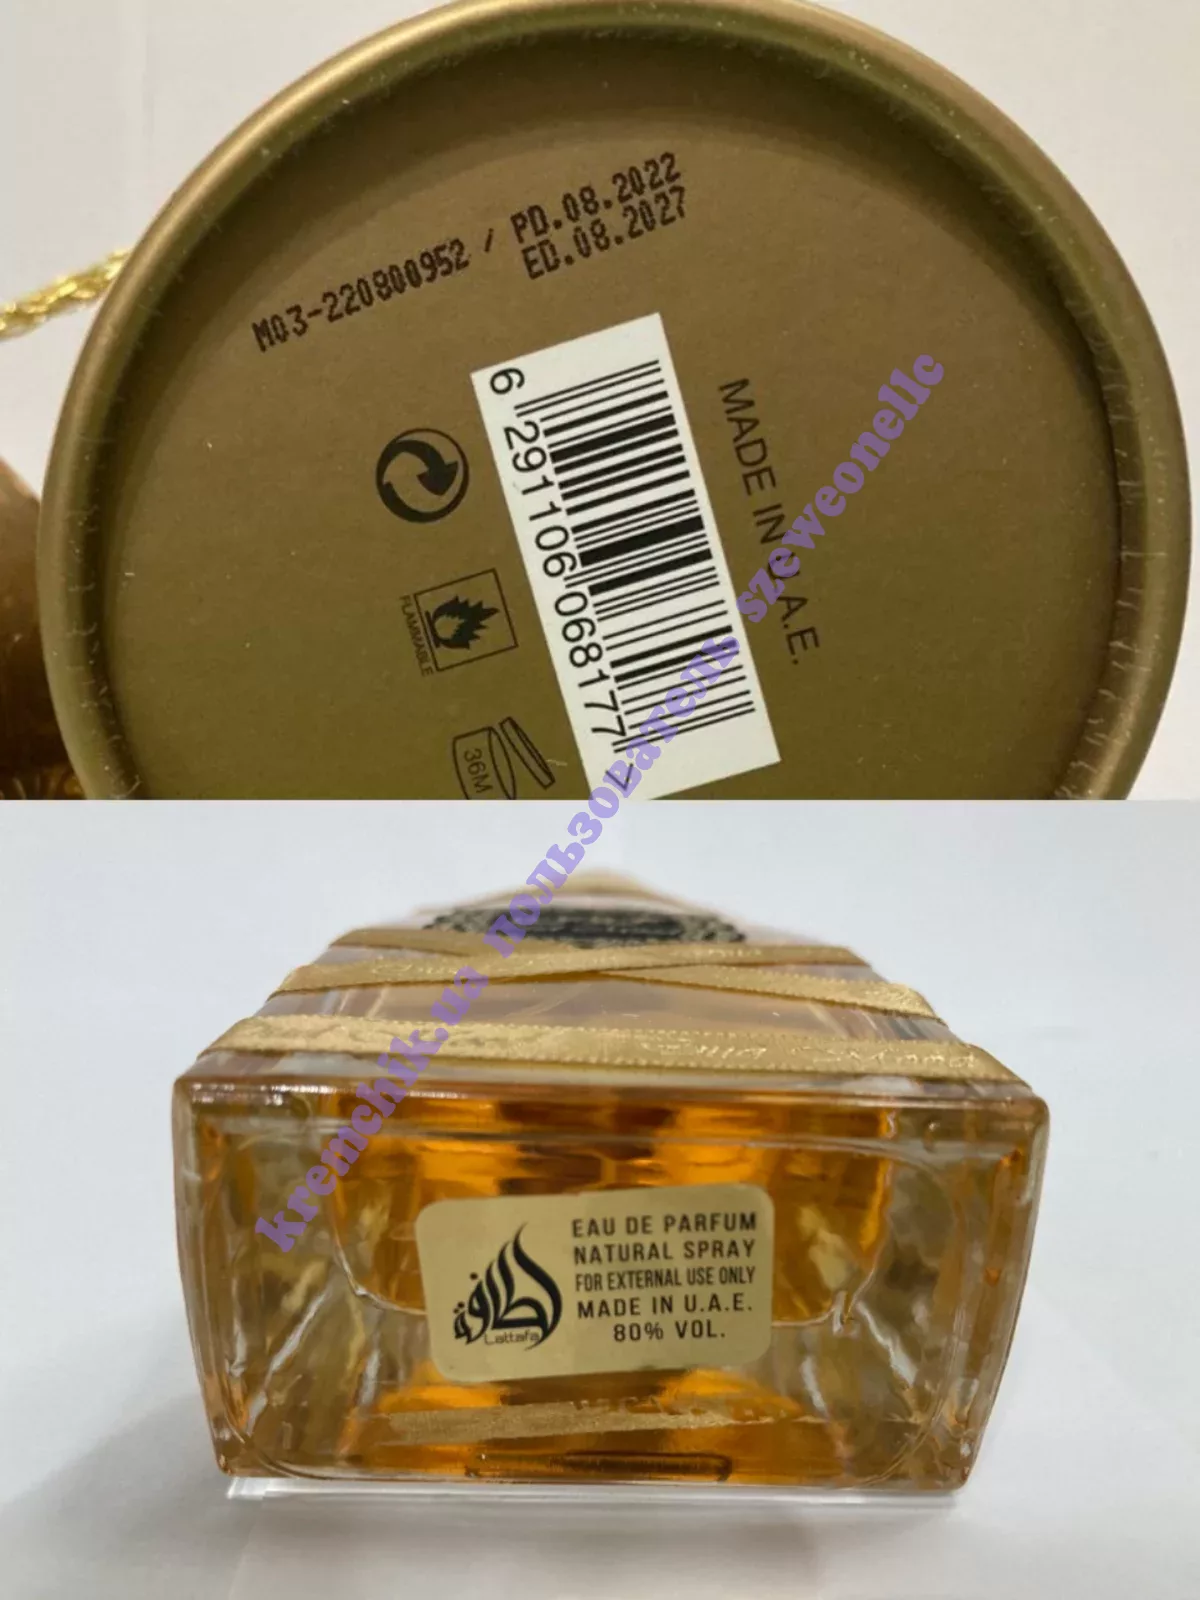 M03-220800952 / PD.08.2022
ED.08.2027
6 291106 068177 7
MADE IN U.A.E.
FLAMMABLE
36M
kremchik.ua пользователь szeweonellc
لطافة
Lattafa
EAU DE PARFUM
NATURAL SPRAY
FOR EXTERNAL USE ONLY
MADE IN U.A.E.
80% VOL.